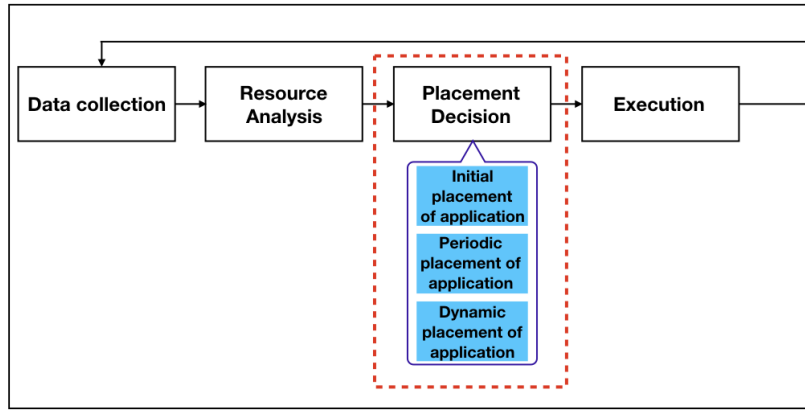 Data collection
Resource
Analysis
Placement
Decision
Execution
Initial
placement
of application
Periodic
placement of
application
Dynamic
placement of
application